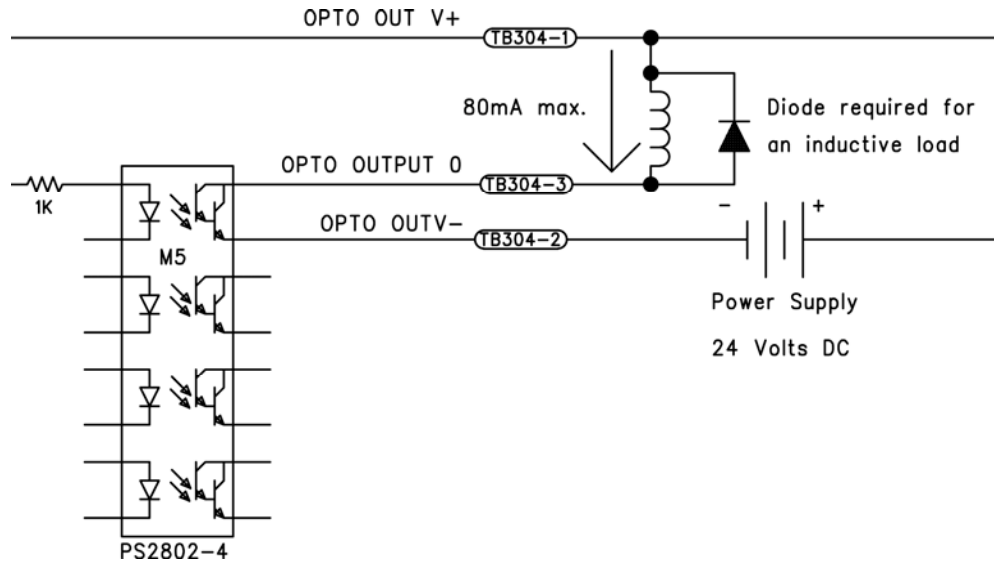 OPTO OUT V+
TB304-1
80mA max.
Diode required for
an inductive load
OPTO OUTPUT 0
TB304-3
1K
OPTO OUTV-
TB304-2
- +
M5
Power Supply
24 Volts DC
PS2802-4